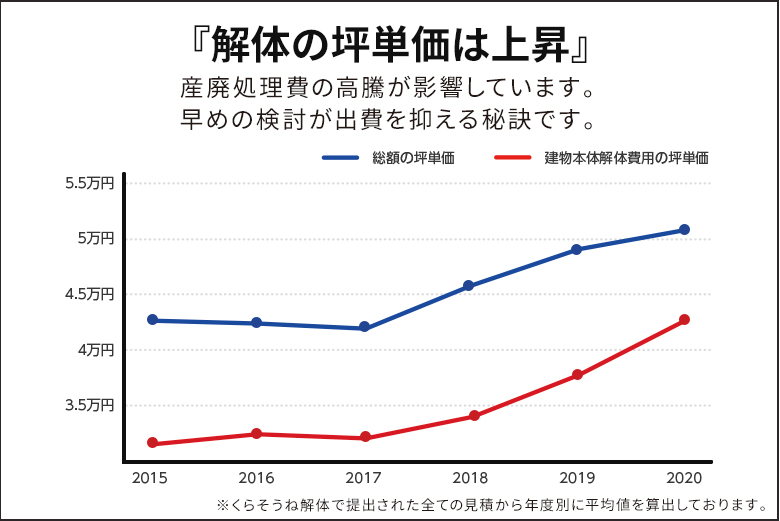 『解体の坪単価は上昇』
産廃処理費の高騰が影響しています。
早めの検討が出費を抑える秘訣です。
総額の坪単価 建物本体解体費用の坪単価
5.5万円
5万円
4.5万円
4万円
3.5万円
2015 2016 2017 2018 2019 2020
※くらそうね解体で提出された全ての見積から年度別に平均値を算出しております。